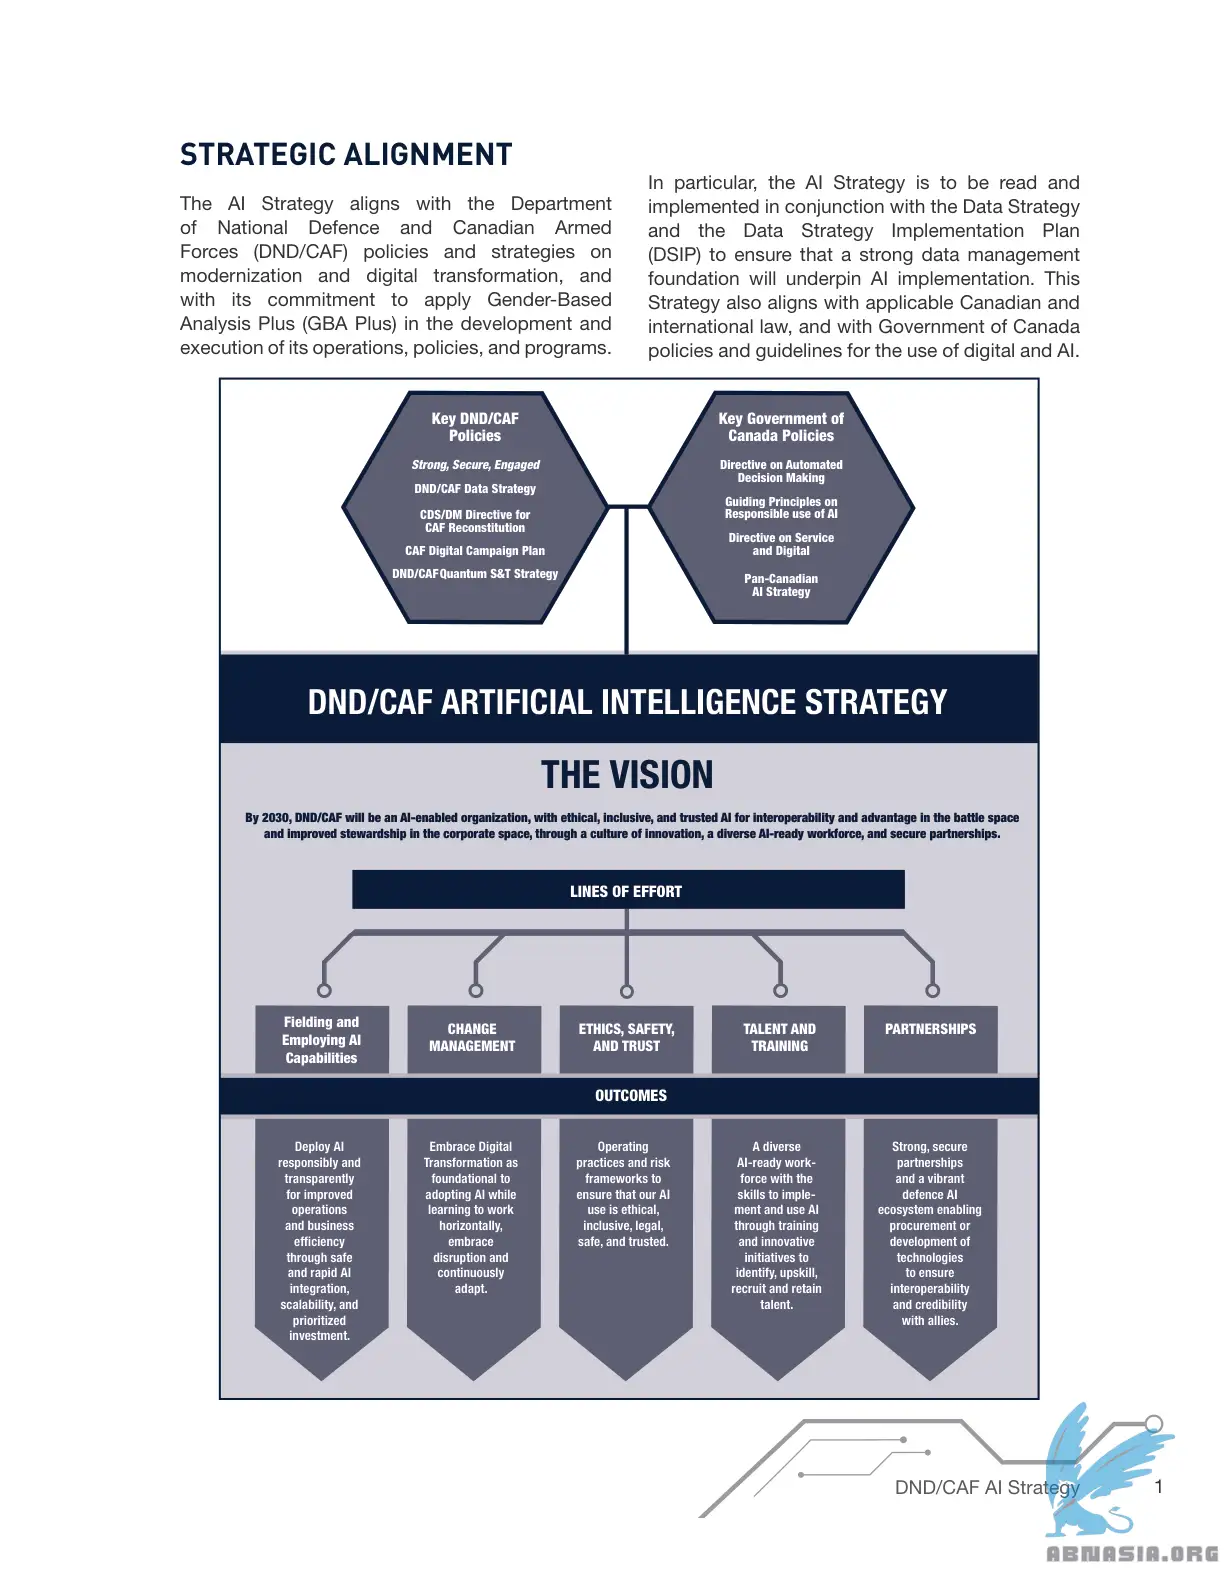 STRATEGIC ALIGNMENT
The AI Strategy aligns with the Department
of National Defence and Canadian Armed
Forces (DND/CAF) policies and strategies on
modernization and digital transformation, and
with its commitment to apply Gender-Based
Analysis Plus (GBA Plus) in the development and
execution of its operations, policies, and programs.
In particular, the AI Strategy is to be read and
implemented in conjunction with the Data Strategy
and the Data Strategy Implementation Plan
(DSIP) to ensure that a strong data management
foundation will underpin AI implementation. This
Strategy also aligns with applicable Canadian and
international law, and with Government of Canada
policies and guidelines for the use of digital and AI.
Key DND/CAF
Policies
Strong, Secure, Engaged
DND/CAF Data Strategy
CDS/DM Directive for
CAF Reconstitution
CAF Digital Campaign Plan
DND/CAF Quantum S&T Strategy
Key Government of
Canada Policies
Directive on Automated
Decision Making
Guiding Principles on
Responsible use of AI
Directive on Service
and Digital
Pan-Canadian
AI Strategy
DND/CAF ARTIFICIAL INTELLIGENCE STRATEGY
THE VISION
By 2030, DND/CAF will be an AI-enabled organization, with ethical, inclusive, and trusted AI for interoperability and advantage in the battle space
and improved stewardship in the corporate space, through a culture of innovation, a diverse AI-ready workforce, and secure partnerships.
LINES OF EFFORT
Fielding and
Employing AI
Capabilities
CHANGE
MANAGEMENT
ETHICS, SAFETY,
AND TRUST
TALENT AND
TRAINING
PARTNERSHIPS
OUTCOMES
Deploy AI
responsibly and
transparently
for improved
operations
and business
efficiency
through safe
and rapid AI
integration,
scalability, and
prioritized
investment.
Embrace Digital
Transformation as
foundational to
adopting AI while
learning to work
horizontally,
embrace
disruption and
continuously
adapt.
Operating
practices and risk
frameworks to
ensure that our AI
use is ethical,
inclusive, legal,
safe, and trusted.
A diverse
AI-ready work-
force with the
skills to imple-
ment and use AI
through training
and innovative
initiatives to
identify, upskill,
recruit and retain
talent.
Strong, secure
partnerships
and a vibrant
defence AI
ecosystem enabling
procurement or
development of
technologies
to ensure
interoperability
and credibility
with allies.
DND/CAF AI Strategy
1
ABNASIA.ORG